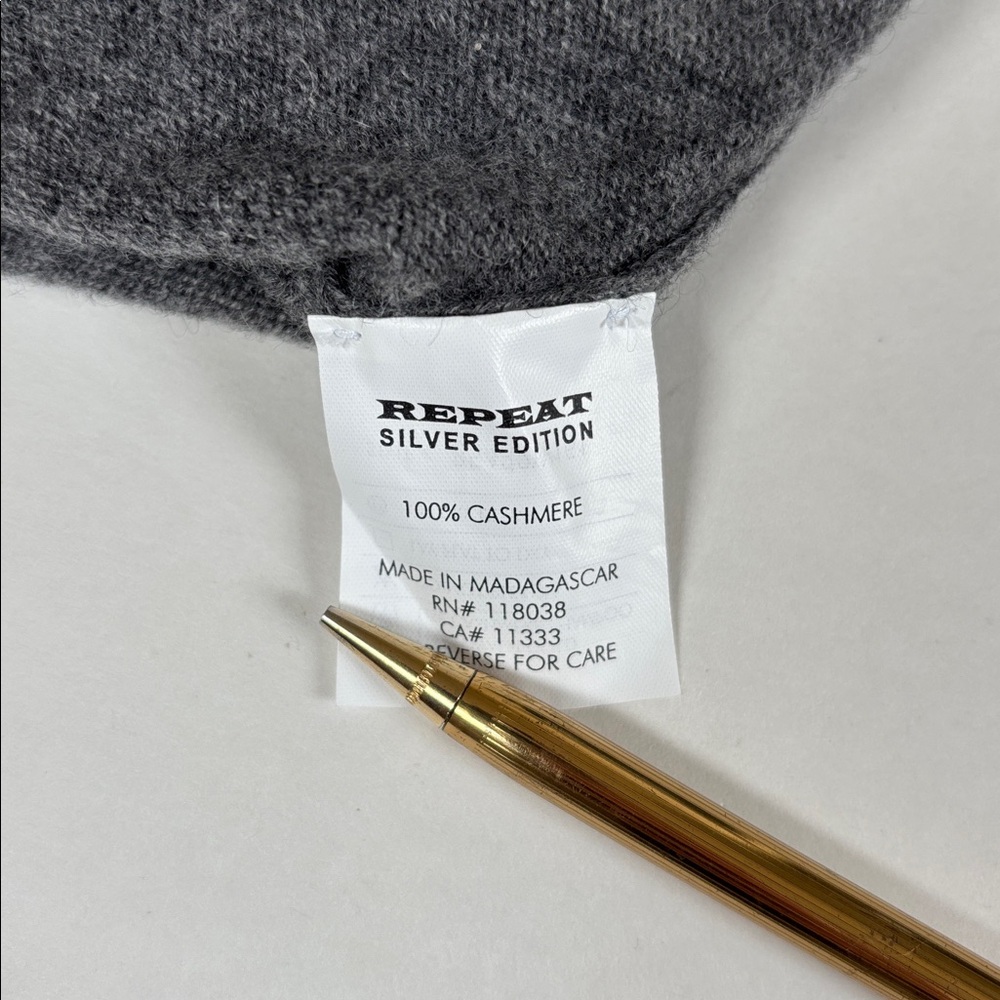 REPEAT
SILVER EDITION
100% CASHMERE
MADE IN MADAGASCAR
RN# 118038
CA# 11333
REVERSE FOR CARE